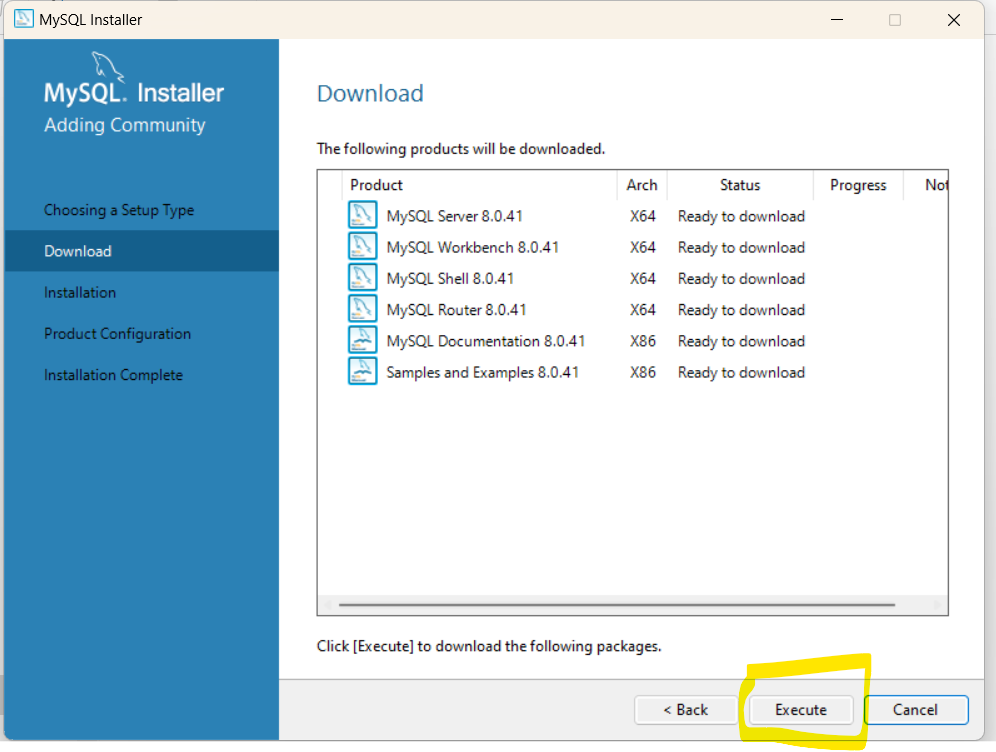 MySQL Installer
MySQL. Installer
Adding Community
Choosing a Setup Type
Download
Installation
Product Configuration
Installation Complete
Download
The following products will be downloaded.
Product Arch Status Progress Not
MySQL Server 8.0.41 X64 Ready to download
MySQL Workbench 8.0.41 X64 Ready to download
MySQL Shell 8.0.41 X64 Ready to download
MySQL Router 8.0.41 X64 Ready to download
MySQL Documentation 8.0.41 X86 Ready to download
Samples and Examples 8.0.41 X86 Ready to download
Click [Execute] to download the following packages.
< Back Execute Cancel